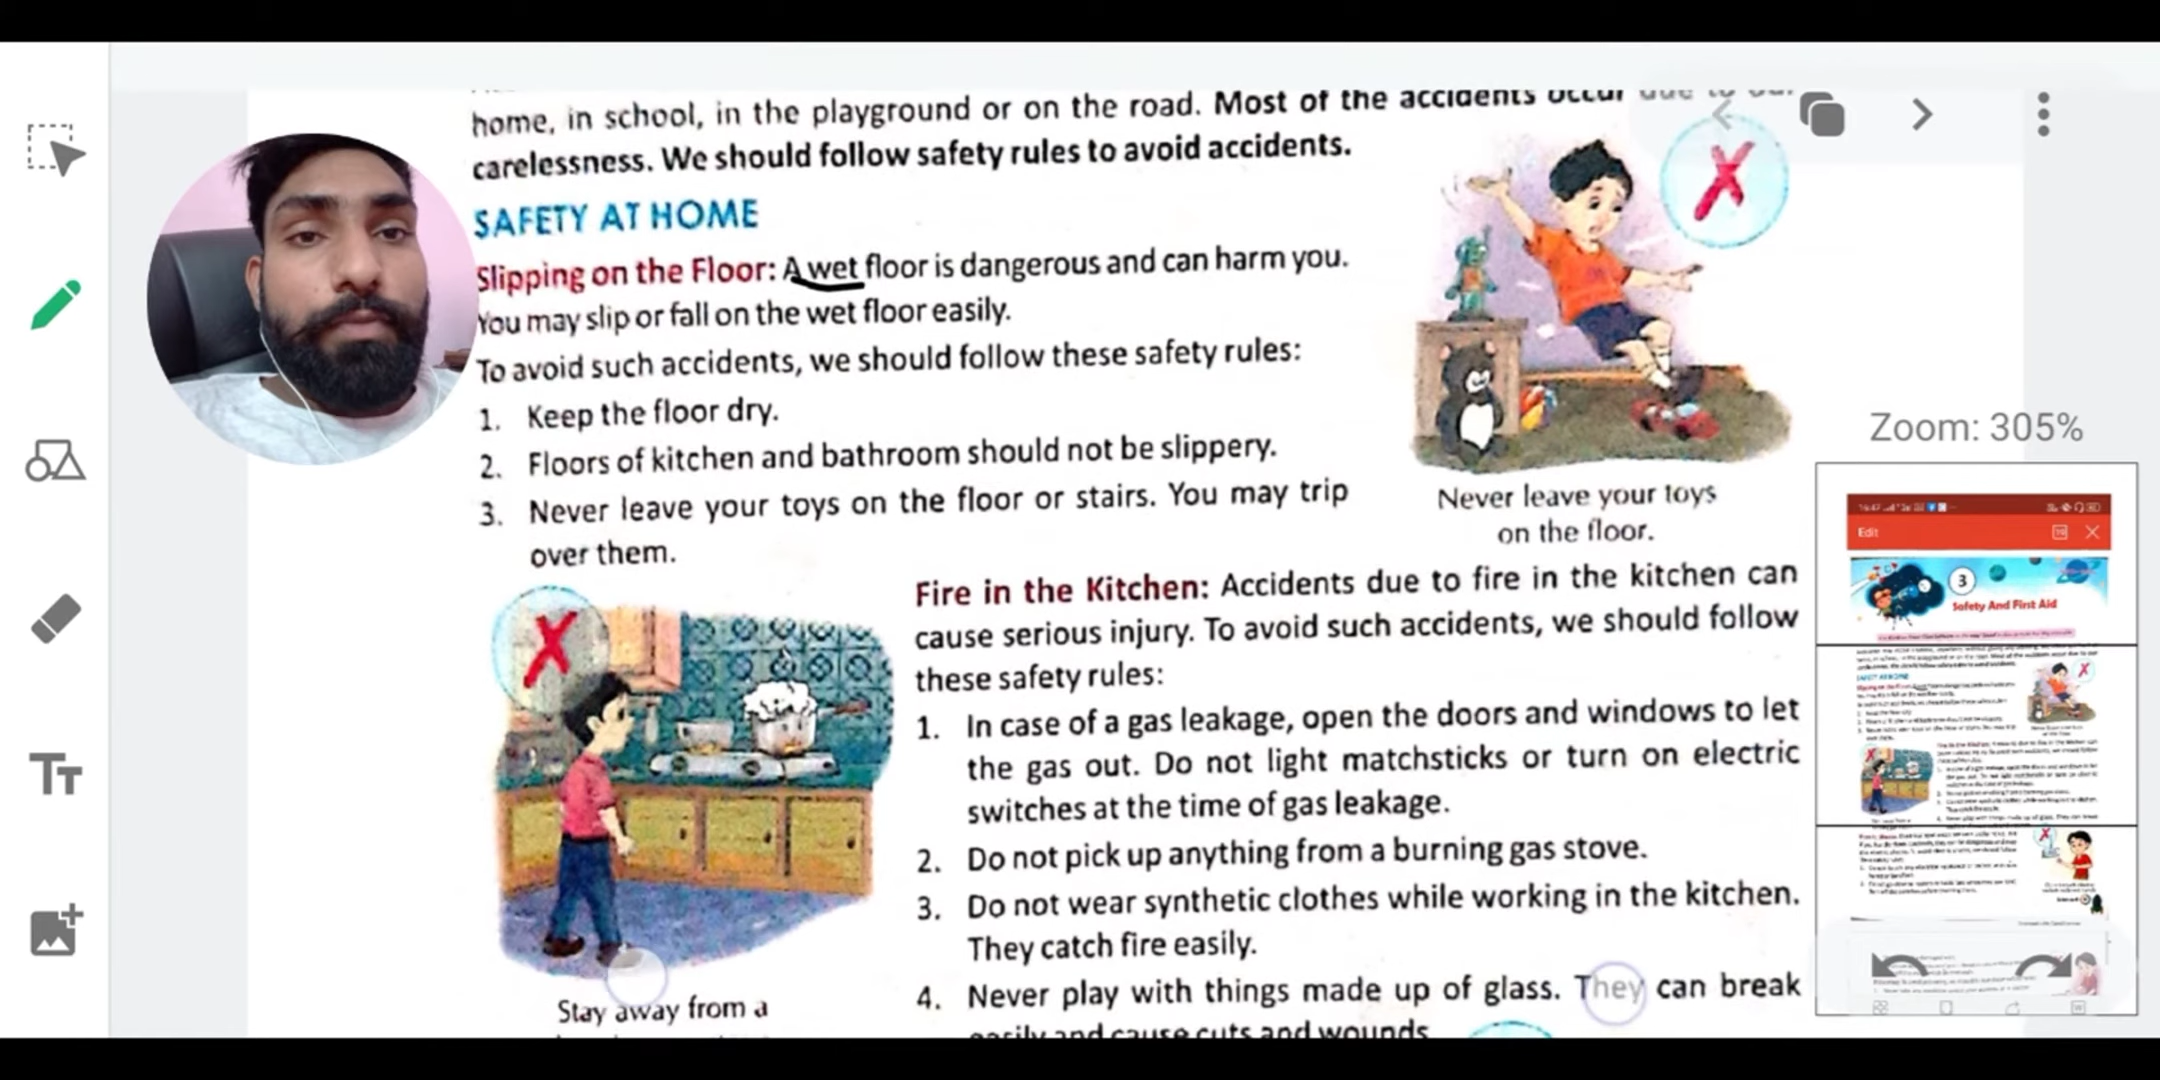 home, in school, in the playground or on the road. Most of the accidents occur due to our
carelessness. We should follow safety rules to avoid accidents.
SAFETY AT HOME
Slipping on the Floor: A wet floor is dangerous and can harm you.
You may slip or fall on the wet floor easily.
To avoid such accidents, we should follow these safety rules:
1. Keep the floor dry.
2. Floors of kitchen and bathroom should not be slippery.
3. Never leave your toys on the floor or stairs. You may trip
over them.
Never leave your toys
on the floor.
Fire in the Kitchen: Accidents due to fire in the kitchen can
cause serious injury. To avoid such accidents, we should follow
these safety rules:
1. In case of a gas leakage, open the doors and windows to let
the gas out. Do not light matchsticks or turn on electric
switches at the time of gas leakage.
2. Do not pick up anything from a burning gas stove.
3. Do not wear synthetic clothes while working in the kitchen.
They catch fire easily.
4. Never play with things made up of glass. They can break
easily and cause cuts and wounds
Stay away from a
Zoom: 305%
Edit
3
Safety And First Aid
TT